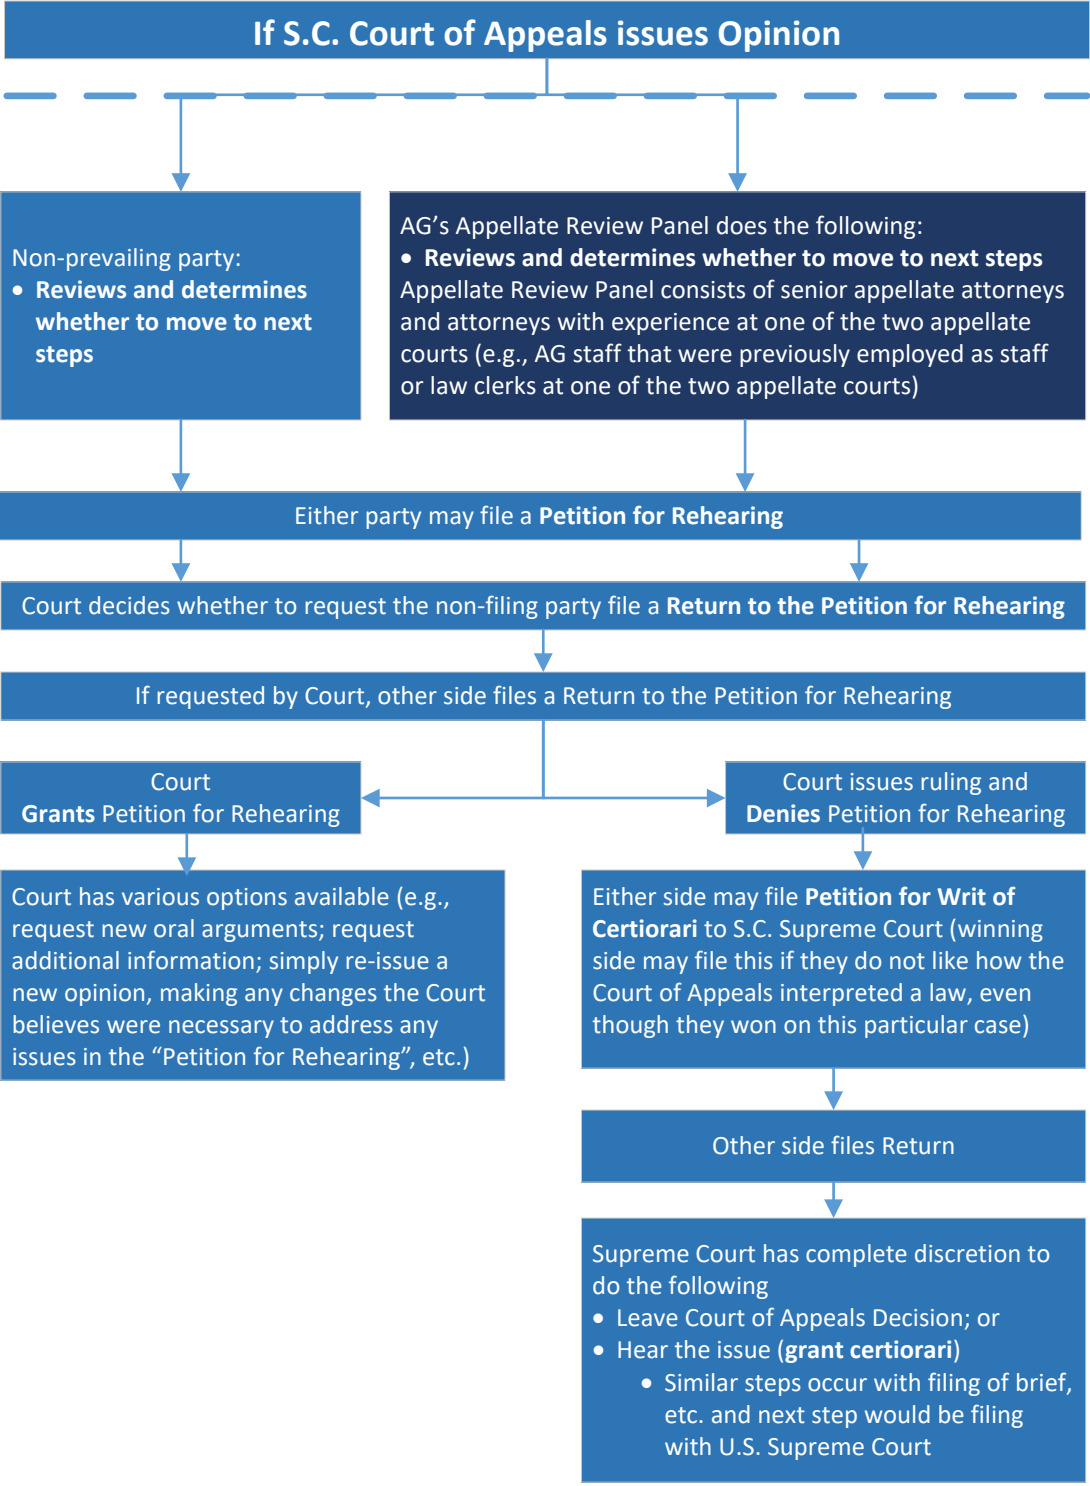 If S.C. Court of Appeals issues Opinion
Non-prevailing party:
• Reviews and determines
whether to move to next
steps
AG’s Appellate Review Panel does the following:
• Reviews and determines whether to move to next steps
Appellate Review Panel consists of senior appellate attorneys
and attorneys with experience at one of the two appellate
courts (e.g., AG staff that were previously employed as staff
or law clerks at one of the two appellate courts)
Either party may file a Petition for Rehearing
Court decides whether to request the non-filing party file a Return to the Petition for Rehearing
If requested by Court, other side files a Return to the Petition for Rehearing
Court
Grants Petition for Rehearing
Court issues ruling and
Denies Petition for Rehearing
Court has various options available (e.g.,
request new oral arguments; request
additional information; simply re-issue a
new opinion, making any changes the Court
believes were necessary to address any
issues in the “Petition for Rehearing”, etc.)
Either side may file Petition for Writ of
Certiorari to S.C. Supreme Court (winning
side may file this if they do not like how the
Court of Appeals interpreted a law, even
though they won on this particular case)
Other side files Return
Supreme Court has complete discretion to
do the following
• Leave Court of Appeals Decision; or
• Hear the issue (grant certiorari)
• Similar steps occur with filing of brief,
etc. and next step would be filing
with U.S. Supreme Court